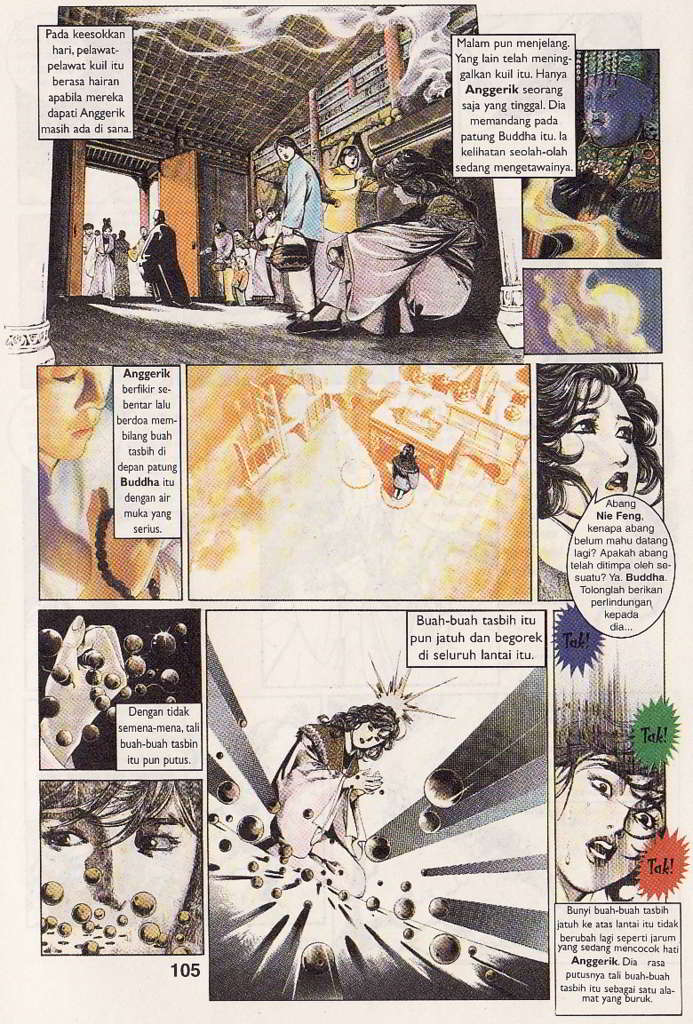 Pada keesokkan
hari, pelawat-
pelawat kuil itu
berasa hairan
apabila mereka
dapati Anggerik
masih ada di sana.
Malam pun menjelang.
Yang lain telah mening-
galkan kuil itu. Hanya
Anggerik seorang
saja yang tinggal. Dia
memandang pada
patung Buddha itu. Ia
kelihatan seolah-olah
sedang mengetawainya.
Anggerik
berfikir se-
bentar lalu
berdoa mem-
bilang buah
tasbih di
depan patung
Buddha itu
dengan air
muka yang
serius.
Abang
Nie Feng,
kenapa abang
belum mahu datang
lagi? Apakah abang
telah ditimpa oleh se-
suatu? Ya. Buddha.
Tolonglah berikan
perlindungan
kepada
dia...
Dengan tidak
semena-mena, tali
buah-buah tasbin
itu pun putus.
Buah-buah tasbih itu
pun jatuh dan begorek
di seluruh lantai itu.
Tak!
Tak!
Tak!
Bunyi buah-buah tasbih
jatuh ke atas lantai itu tidak
berubah lagi seperti jarum
yang sedang mencocok hati
Anggerik. Dia rasa
putusnya tali buah-buah
tasbih itu sebagai satu ala-
mat yang buruk.
105